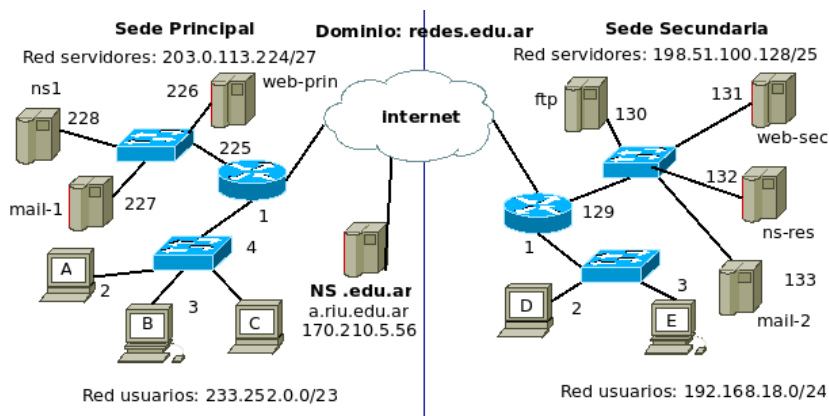 Sede Principal
Dominio: redes.edu.ar
Sede Secundaria
Red servidores: 203.0.113.224/27
Red servidores: 198.51.100.128/25
ns1
226
web-prin
228
225
mail-1
227
internet
ftp
130
131
web-sec
132
ns-res
129
133
mail-2
1
4
A
2
B
3
C
NS .edu.ar
a.riu.edu.ar
170.210.5.56
1
D
2
3
E
Red usuarios: 233.252.0.0/23
Red usuarios: 192.168.18.0/24